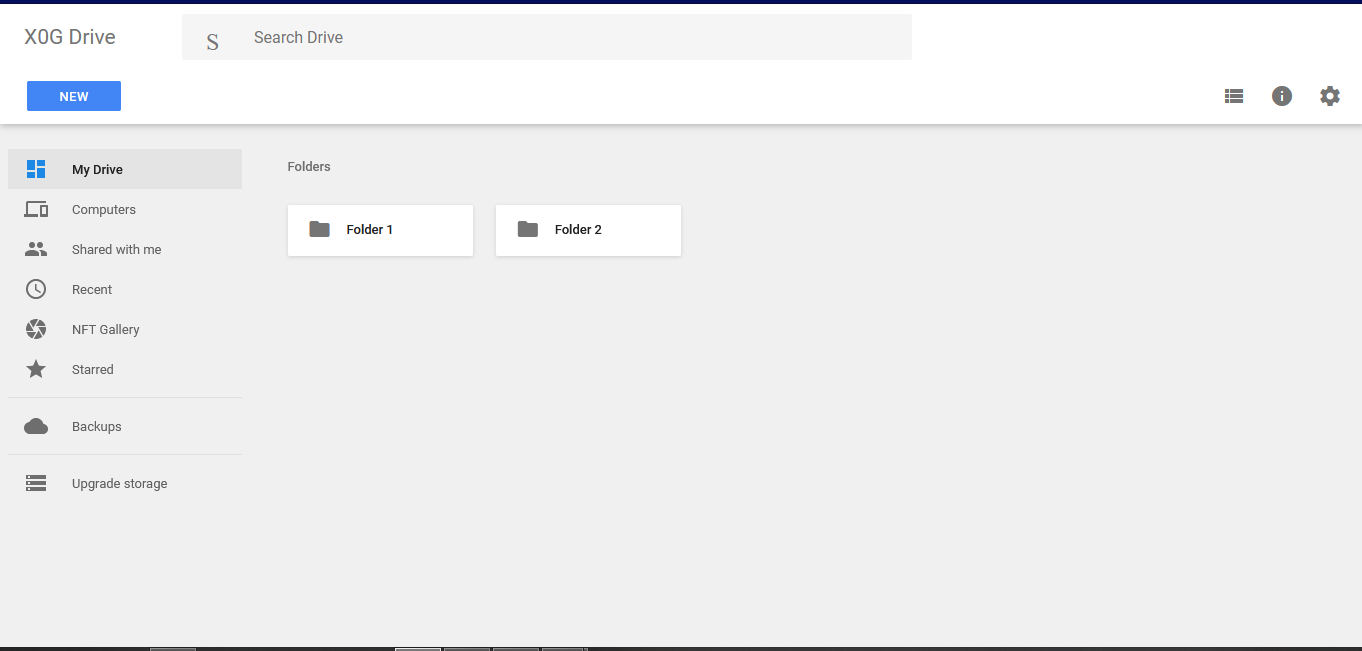 X0G Drive
S
Search Drive
NEW
My Drive
Computers
Shared with me
Recent
NFT Gallery
Starred
Backups
Upgrade storage
Folders
Folder 1
Folder 2